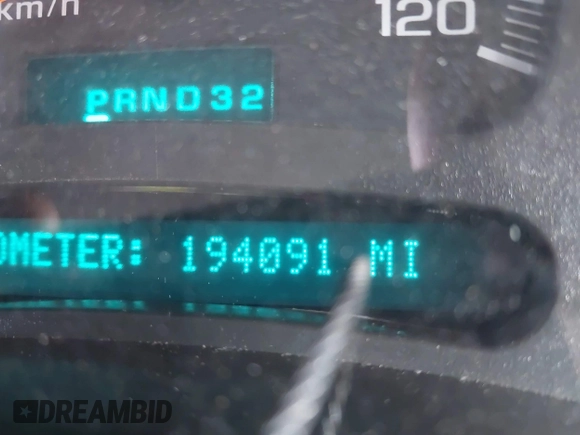 km/h
120
PRND32
OMETER: 194091 MI
DREAMBID